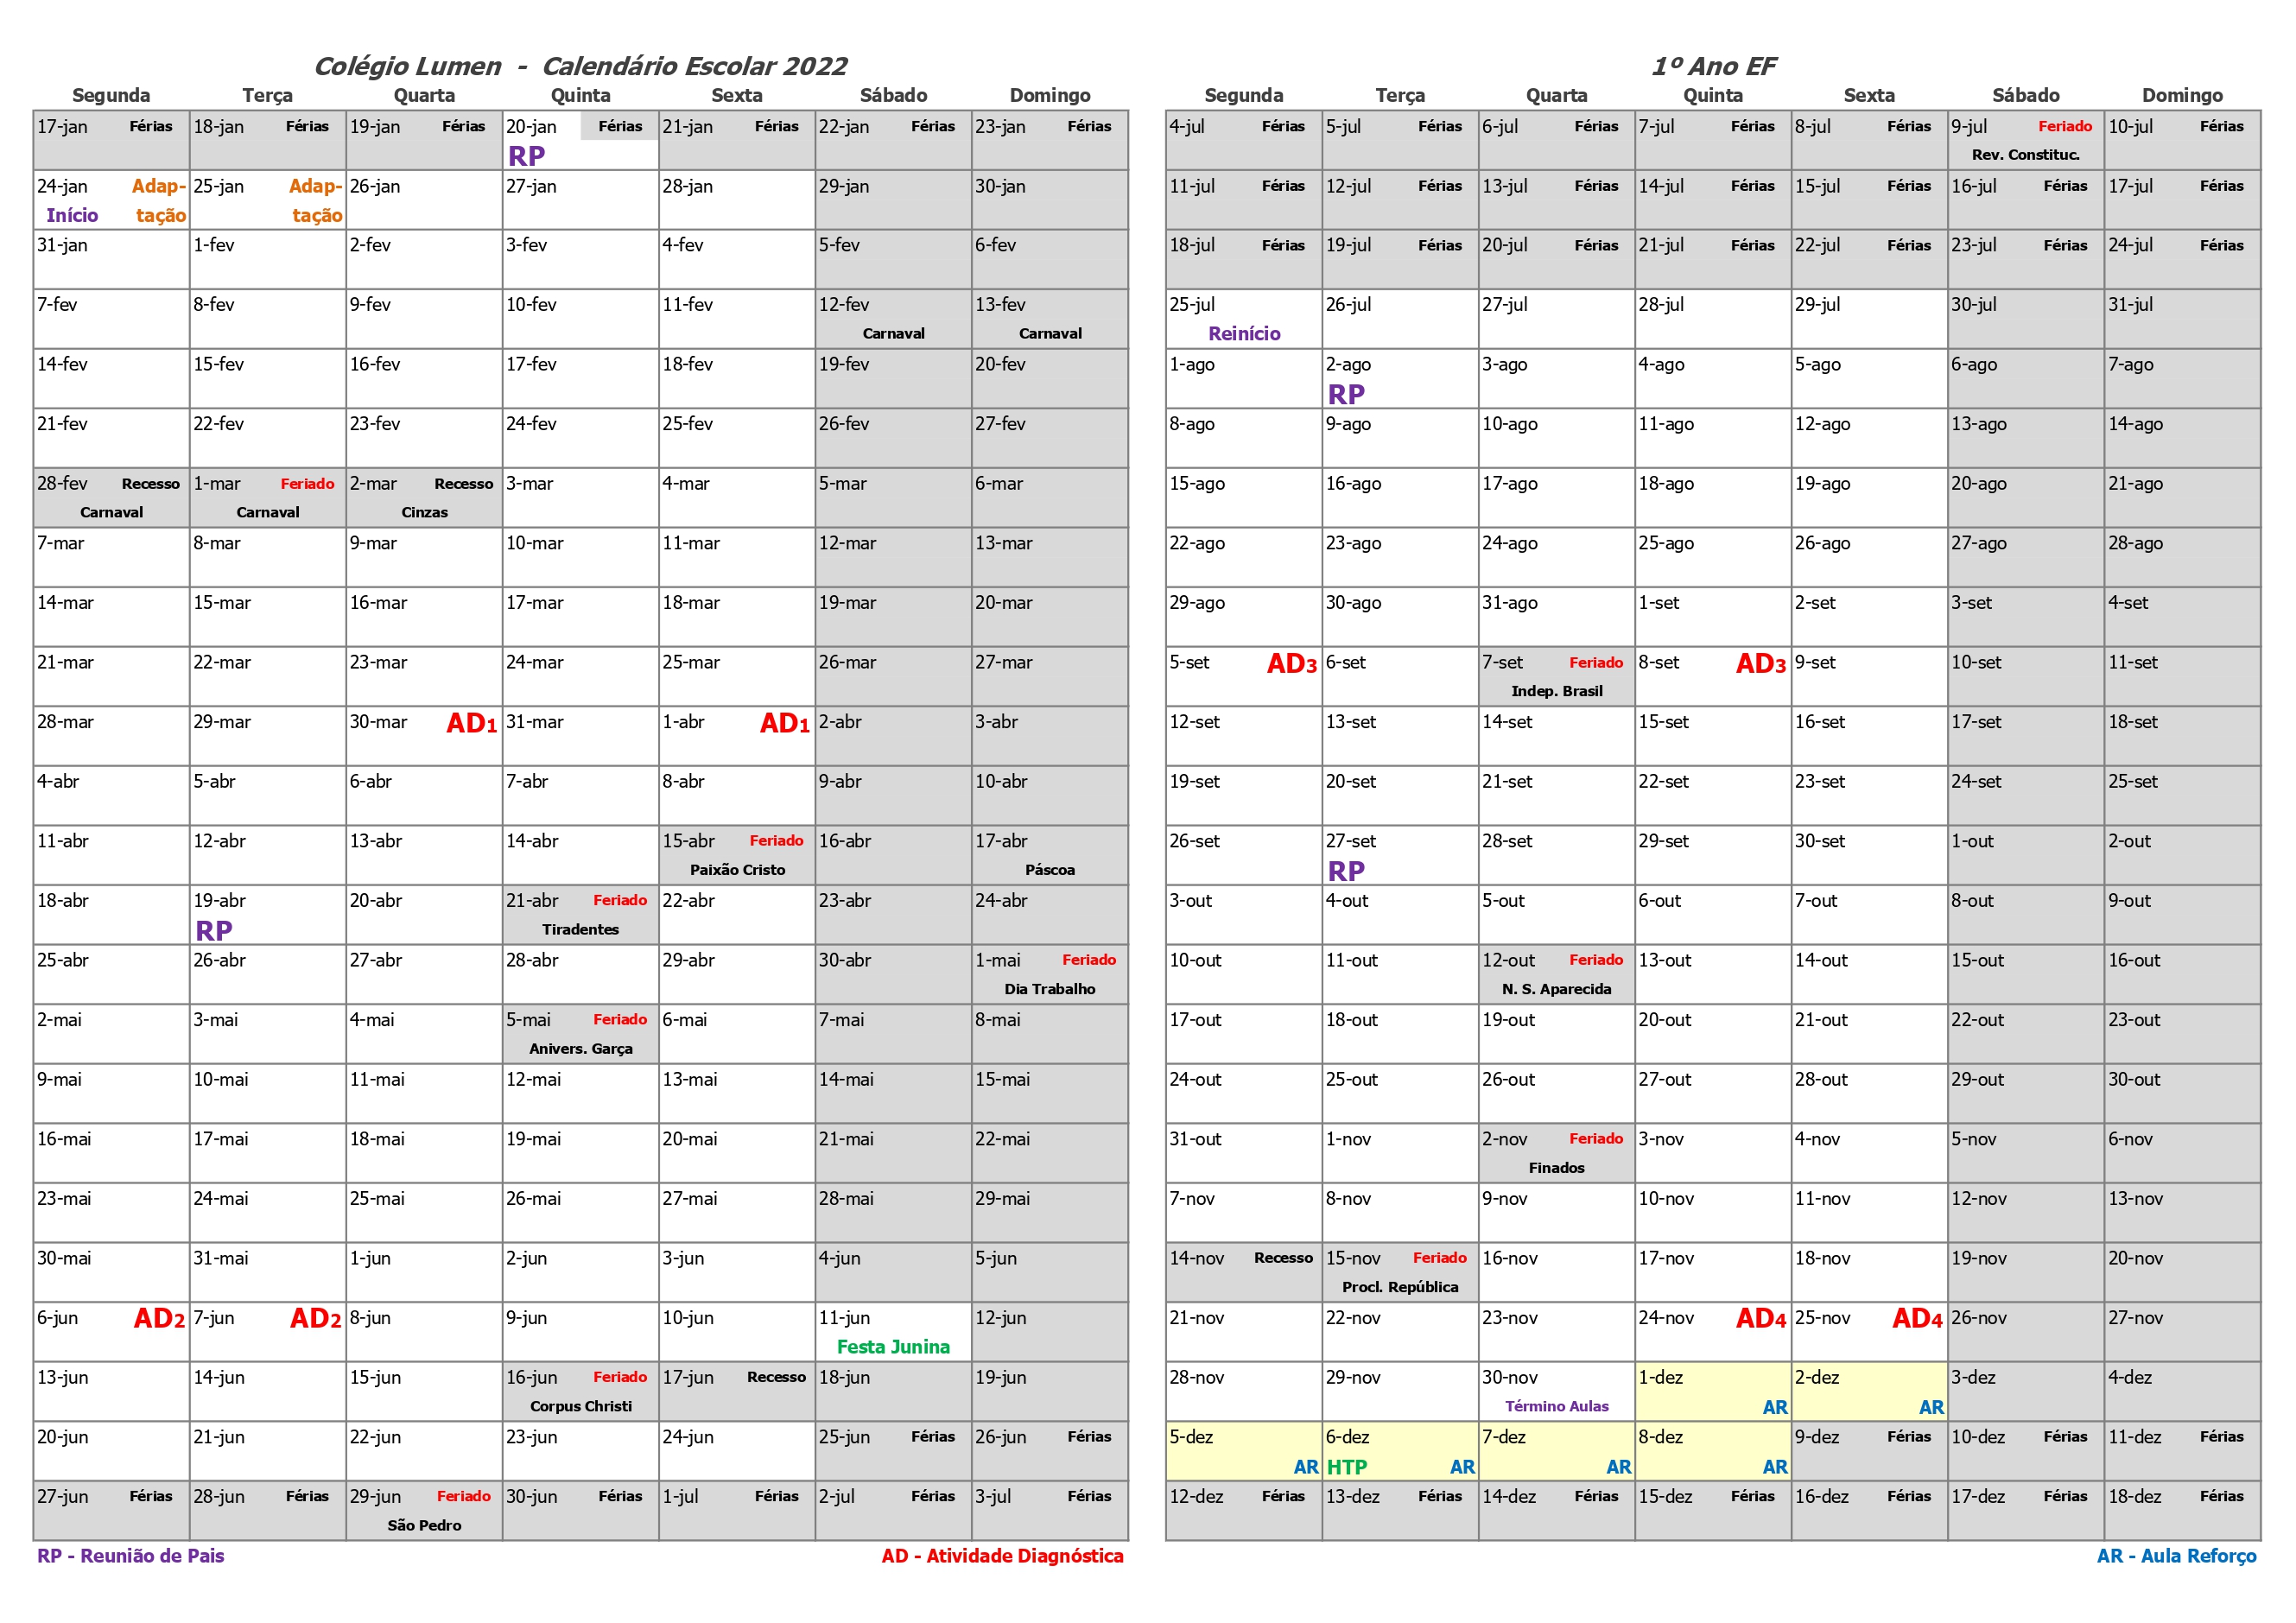 Colégio Lumen - Calendário Escolar 2022
Segunda Terça Quarta Quinta Sexta Sábado Domingo
17-jan Férias 18-jan Férias 19-jan Férias 20-jan Férias 21-jan Férias 22-jan Férias 23-jan Férias
RP
24-jan Adap- 25-jan Adap- 26-jan 27-jan 28-jan 29-jan 30-jan
Início tação tação
31-jan 1-fev 2-fev 3-fev 4-fev 5-fev 6-fev
7-fev 8-fev 9-fev 10-fev 11-fev 12-fev 13-fev
Carnaval Carnaval
14-fev 15-fev 16-fev 17-fev 18-fev 19-fev 20-fev
21-fev 22-fev 23-fev 24-fev 25-fev 26-fev 27-fev
28-fev Recesso 1-mar Feriado 2-mar Recesso 3-mar 4-mar 5-mar 6-mar
Carnaval Carnaval Cinzas
7-mar 8-mar 9-mar 10-mar 11-mar 12-mar 13-mar
14-mar 15-mar 16-mar 17-mar 18-mar 19-mar 20-mar
21-mar 22-mar 23-mar 24-mar 25-mar 26-mar 27-mar
28-mar 29-mar 30-mar AD1 31-mar 1-abr AD1 2-abr 3-abr
4-abr 5-abr 6-abr 7-abr 8-abr 9-abr 10-abr
11-abr 12-abr 13-abr 14-abr 15-abr Feriado 16-abr 17-abr
Paixão Cristo Páscoa
18-abr 19-abr 20-abr 21-abr Feriado 22-abr 23-abr 24-abr
RP Tiradentes
25-abr 26-abr 27-abr 28-abr 29-abr 30-abr 1-mai Feriado
Dia Trabalho
2-mai 3-mai 4-mai 5-mai Feriado 6-mai 7-mai 8-mai
Anivers. Garça
9-mai 10-mai 11-mai 12-mai 13-mai 14-mai 15-mai
16-mai 17-mai 18-mai 19-mai 20-mai 21-mai 22-mai
23-mai 24-mai 25-mai 26-mai 27-mai 28-mai 29-mai
30-mai 31-mai 1-jun 2-jun 3-jun 4-jun 5-jun
6-jun AD2 7-jun AD2 8-jun 9-jun 10-jun 11-jun 12-jun
Festa Junina
13-jun 14-jun 15-jun 16-jun Feriado 17-jun Recesso 18-jun 19-jun
Corpus Christi
20-jun 21-jun 22-jun 23-jun 24-jun 25-jun Férias 26-jun Férias
27-jun Férias 28-jun Férias 29-jun Feriado 30-jun Férias 1-jul Férias 2-jul Férias 3-jul Férias
São Pedro
RP - Reunião de Pais AD - Atividade Diagnóstica
1º Ano EF
Segunda Terça Quarta Quinta Sexta Sábado Domingo
4-jul Férias 5-jul Férias 6-jul Férias 7-jul Férias 8-jul Férias 9-jul Feriado 10-jul Férias
Rev. Constituc.
11-jul Férias 12-jul Férias 13-jul Férias 14-jul Férias 15-jul Férias 16-jul Férias 17-jul Férias
18-jul Férias 19-jul Férias 20-jul Férias 21-jul Férias 22-jul Férias 23-jul Férias 24-jul Férias
25-jul 26-jul 27-jul 28-jul 29-jul 30-jul 31-jul
Reinício
1-ago 2-ago 3-ago 4-ago 5-ago 6-ago 7-ago
RP
8-ago 9-ago 10-ago 11-ago 12-ago 13-ago 14-ago
15-ago 16-ago 17-ago 18-ago 19-ago 20-ago 21-ago
22-ago 23-ago 24-ago 25-ago 26-ago 27-ago 28-ago
29-ago 30-ago 31-ago 1-set 2-set 3-set 4-set
5-set AD3 6-set 7-set Feriado 8-set AD3 9-set 10-set 11-set
Indep. Brasil
12-set 13-set 14-set 15-set 16-set 17-set 18-set
19-set 20-set 21-set 22-set 23-set 24-set 25-set
26-set 27-set 28-set 29-set 30-set 1-out 2-out
RP
3-out 4-out 5-out 6-out 7-out 8-out 9-out
10-out 11-out 12-out Feriado 13-out 14-out 15-out 16-out
N. S. Aparecida
17-out 18-out 19-out 20-out 21-out 22-out 23-out
24-out 25-out 26-out 27-out 28-out 29-out 30-out
31-out 1-nov 2-nov Feriado 3-nov 4-nov 5-nov 6-nov
Finados
7-nov 8-nov 9-nov 10-nov 11-nov 12-nov 13-nov
14-nov Recesso 15-nov Feriado 16-nov 17-nov 18-nov 19-nov 20-nov
Procl. República
21-nov 22-nov 23-nov 24-nov AD4 25-nov AD4 26-nov 27-nov
28-nov 29-nov 30-nov 1-dez 2-dez 3-dez 4-dez
Término Aulas AR AR
5-dez 6-dez 7-dez 8-dez 9-dez Férias 10-dez Férias 11-dez Férias
AR HTP AR AR AR
12-dez Férias 13-dez Férias 14-dez Férias 15-dez Férias 16-dez Férias 17-dez Férias 18-dez Férias
AR - Aula Reforço